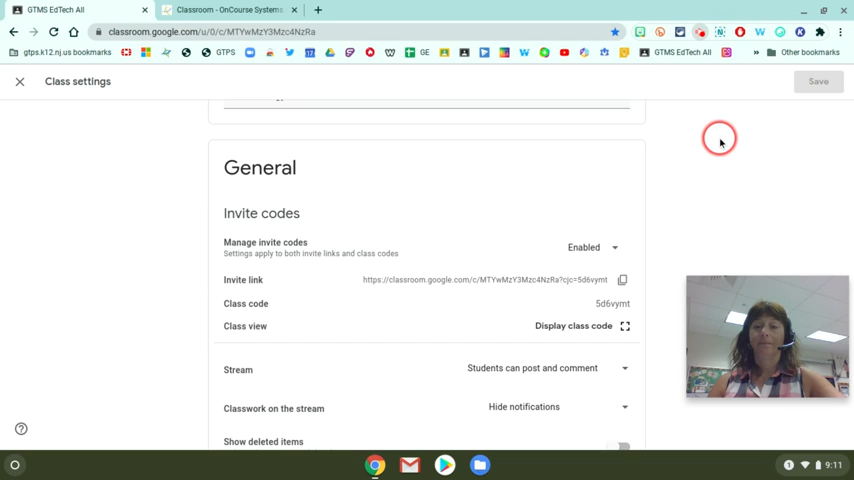 GTMS EdTech All
Classroom - OnCourse Systems
classroom.google.com/u/0/c/MTYwMzY3Mzc4NzRa
gtps.k12.nj.us bookmarks
GTPS
GE
GTMS EdTech All
Other bookmarks
Class settings
Save
General
Invite codes
Manage invite codes
Enabled
Settings apply to both invite links and class codes
Invite link
https://classroom.google.com/c/MTYwMzY3Mzc4NzRa?cjc=5d6vymt
Class code
5d6vymt
Class view
Display class code
Stream
Students can post and comment
Classwork on the stream
Hide notifications
Show deleted items
1
9:11